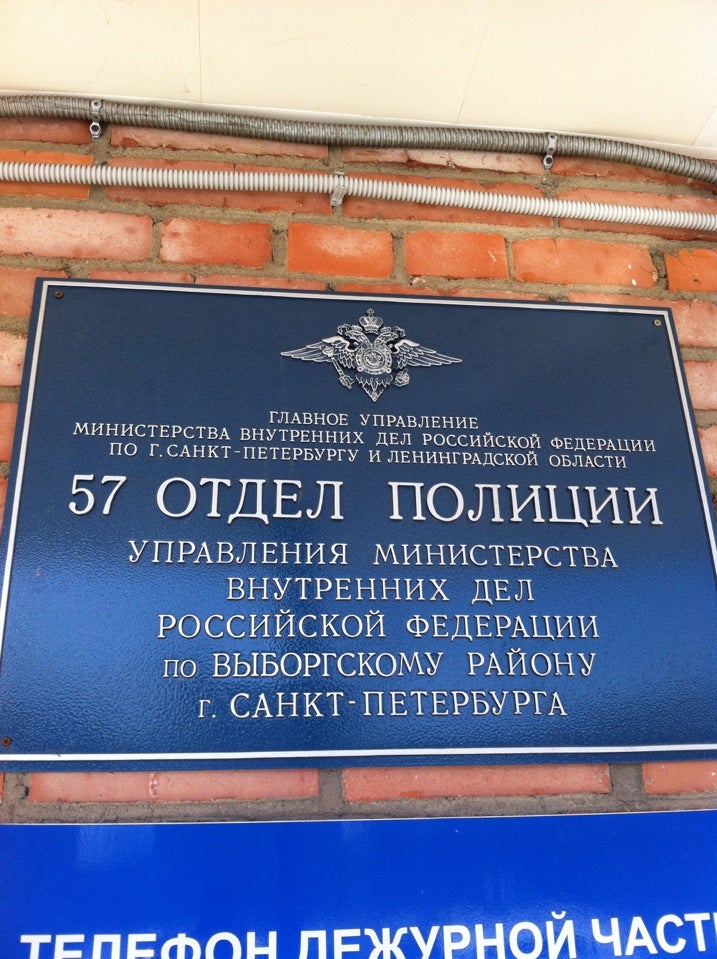 ГЛАВНОЕ УПРАВЛЕНИЕ
МИНИСТЕРСТВА ВНУТРЕННИХ ДЕЛ РОССИЙСКОЙ ФЕДЕРАЦИИ
ПО Г. САНКТ-ПЕТЕРБУРГУ И ЛЕНИНГРАДСКОЙ ОБЛАСТИ
57 ОТДЕЛ ПОЛИЦИИ
УПРАВЛЕНИЯ МИНИСТЕРСТВА
ВНУТРЕННИХ ДЕЛ
РОССИЙСКОЙ ФЕДЕРАЦИИ
ПО ВЫБОРГСКОМУ РАЙОНУ
г. САНКТ-ПЕТЕРБУРГА
ТЕЛЕФОН ДЕЖУРНОЙ ЧАСТИ